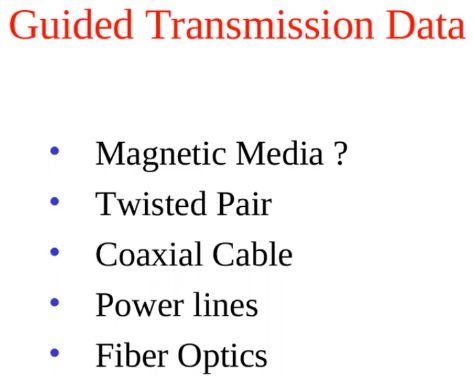 Guided Transmission Data
• Magnetic Media ?
• Twisted Pair
• Coaxial Cable
• Power lines
• Fiber Optics